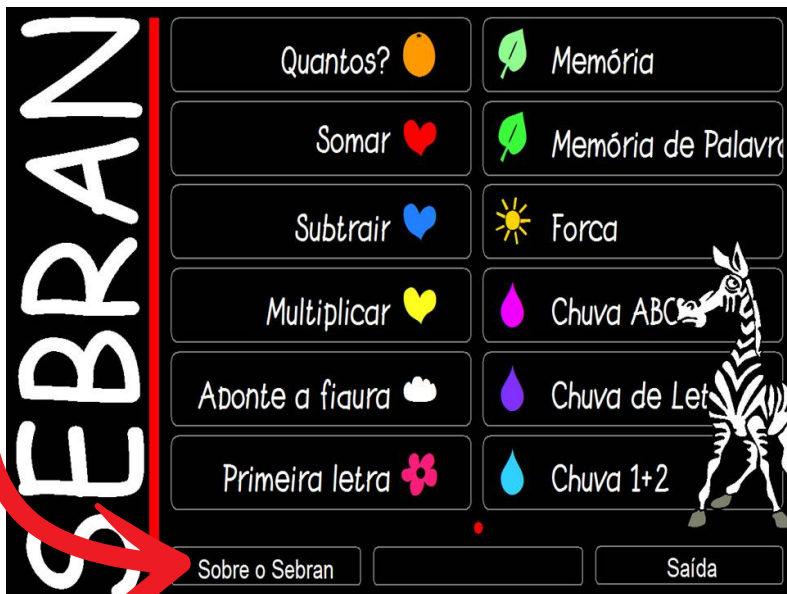 SEBRAN
Quantos?
Somar
Subtrair
Multiplicar
Aponte a figura
Primeira letra
Memória
Memória de Palavra
Forca
Chuva ABC
Chuva de Let
Chuva 1+2
Sobre o Sebran
Saída